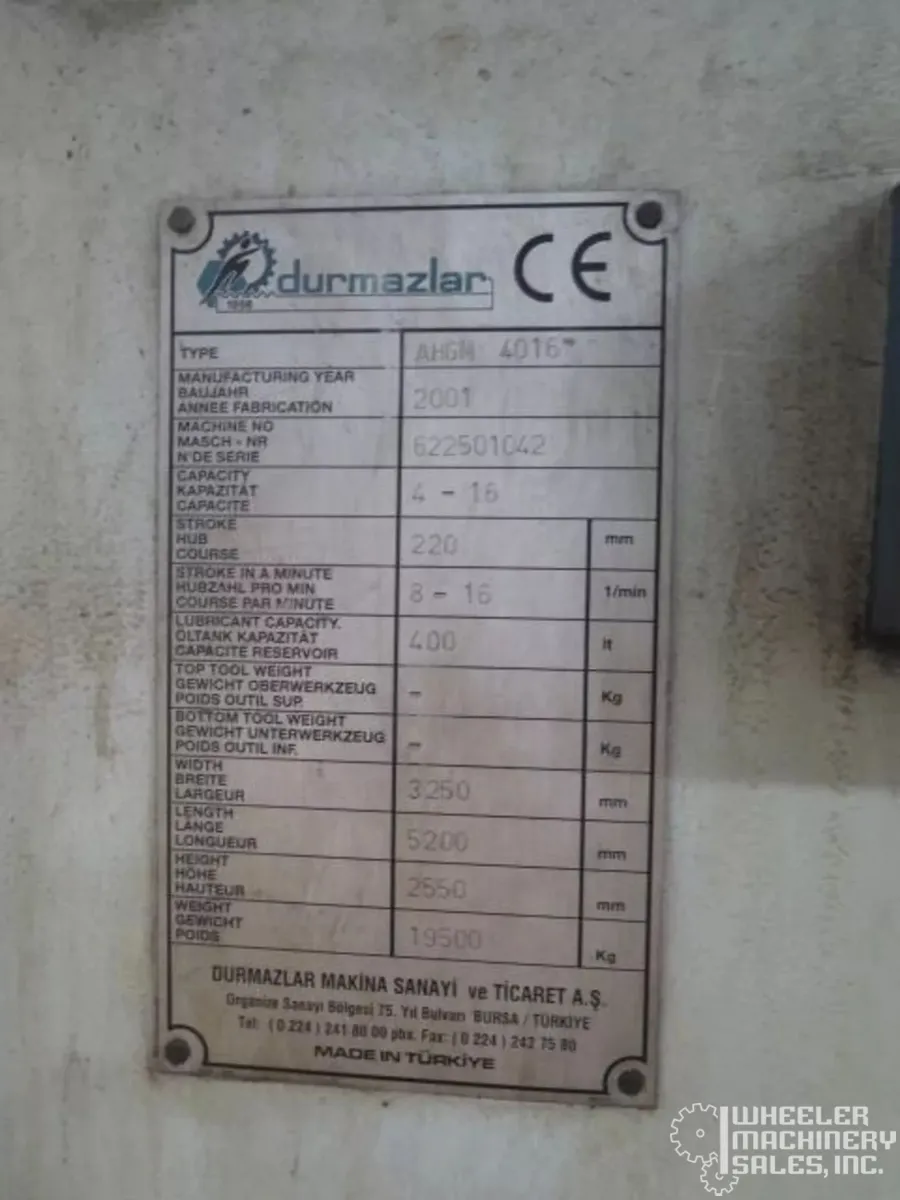 1956
durmazlar CE
TYPE AHGM 4016
MANUFACTURING YEAR
BAUJAHR
ANNEE FABRICATION
2001
MACHINE NO
MASCH - NR
N°DE SERIE
622501042
CAPACITY
KAPAZITÄT
CAPACITE
4 - 16
STROKE
HUB
COURSE
220 mm
STROKE IN A MINUTE
HUBZAHL PRO MIN
COURSE PAR MINUTE
8 - 16 1/min
LUBRICANT CAPACITY.
ÖLTANK KAPAZITÄT
CAPACITE RESERVOIR
400 lt
TOP TOOL WEIGHT
GEWICHT OBERWERKZEUG
POIDS OUTIL SUP.
- Kg
BOTTOM TOOL WEIGHT
GEWICHT UNTERWERKZEUG
POIDS OUTIL INF.
- Kg
WIDTH
BREITE
LARGEUR
3250 mm
LENGTH
LÄNGE
LONGUEUR
5200 mm
HEIGHT
HÖHE
HAUTEUR
2550 mm
WEIGHT
GEWICHT
POIDS
19500 Kg
DURMAZLAR MAKİNA SANAYİ ve TİCARET A.Ş.
Organize Sanayi Bölgesi 75. Yıl Bulvarı BURSA / TÜRKİYE
Tel: ( 0 224 ) 241 80 00 pbx. Fax: ( 0 224 ) 242 75 80
MADE IN TÜRKİYE
WHEELER
MACHINERY
SALES, INC.